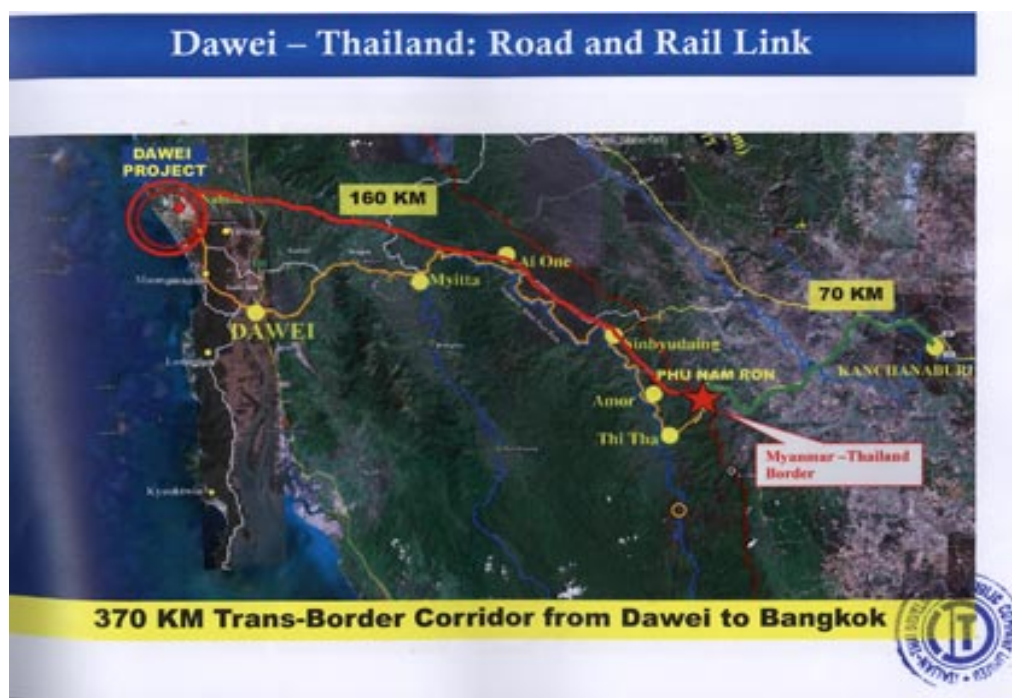 Dawei – Thailand: Road and Rail Link
DAWEI
PROJECT
160 KM
Al One
Myitta
70 KM
DAWEI
Sinbyudaing
KANCHANABURI
PHU NAM RON
Amor
Thi Tha
Myanmar –Thailand
Border
370 KM Trans-Border Corridor from Dawei to Bangkok